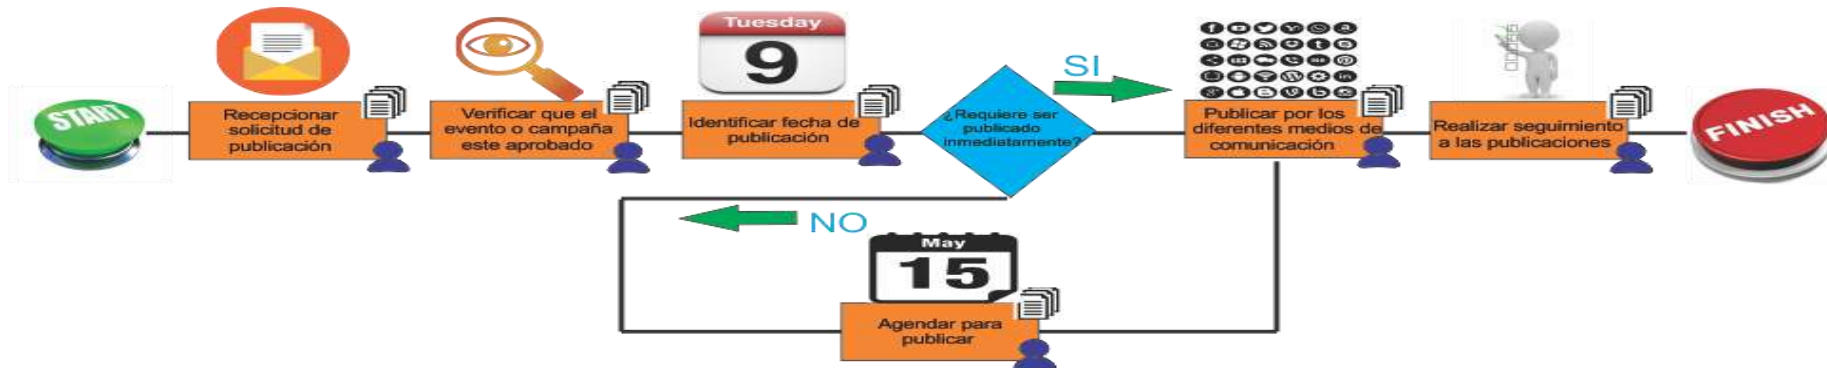 START
Recepcionar
solicitud de
publicación
Verificar que el
evento o campaña
este aprobado
Tuesday
9
Identificar fecha de
publicación
¿Requiere ser
publicado
inmediatamente?
SI
Publicar por los
diferentes medios de
comunicación
Realizar seguimiento
a las publicaciones
FINISH
NO
May
15
Agendar para
publicar